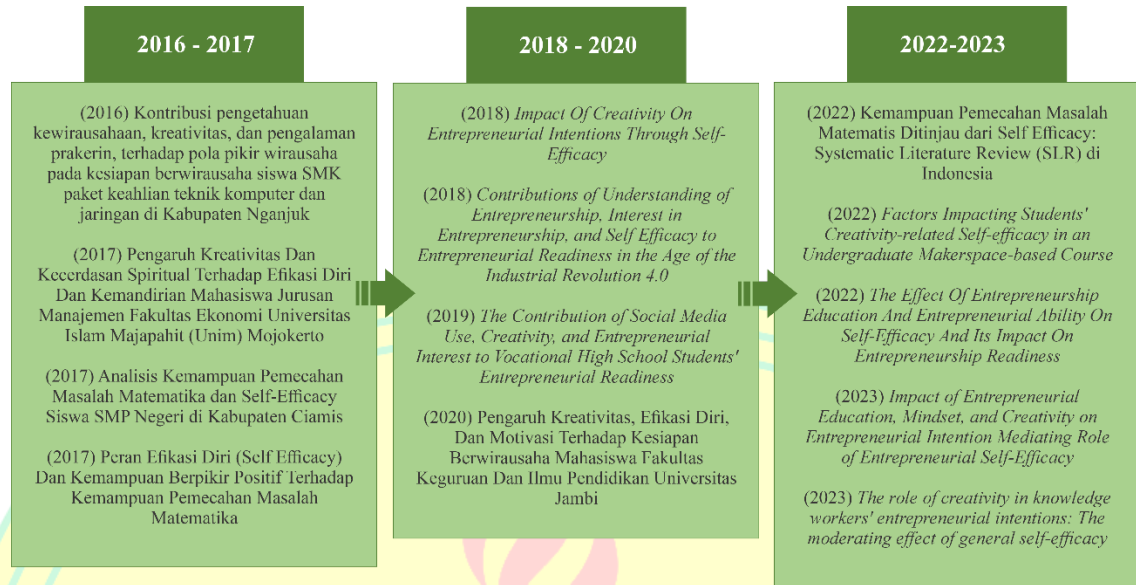 2016 - 2017
(2016) Kontribusi pengetahuan
kewirausahaan, kreativitas, dan pengalaman
prakerin, terhadap pola pikir wirausaha
pada kesiapan berwirausaha siswa SMK
paket keahlian teknik komputer dan
jaringan di Kabupaten Nganjuk
(2017) Pengaruh Kreativitas Dan
Kecerdasan Spiritual Terhadap Efikasi Diri
Dan Kemandirian Mahasiswa Jurusan
Manajemen Fakultas Ekonomi Universitas
Islam Majapahit (Unim) Mojokerto
(2017) Analisis Kemampuan Pemecahan
Masalah Matematika dan Self-Efficacy
Siswa SMP Negeri di Kabupaten Ciamis
(2017) Peran Efikasi Diri (Self Efficacy)
Dan Kemampuan Berpikir Positif Terhadap
Kemampuan Pemecahan Masalah
Matematika
2018 - 2020
(2018) Impact Of Creativity On
Entrepreneurial Intentions Through Self-
Efficacy
(2018) Contributions of Understanding of
Entrepreneurship, Interest in
Entrepreneurship, and Self Efficacy to
Entrepreneurial Readiness in the Age of the
Industrial Revolution 4.0
(2019) The Contribution of Social Media
Use, Creativity, and Entrepreneurial
Interest to Vocational High School Students'
Entrepreneurial Readiness
(2020) Pengaruh Kreativitas, Efikasi Diri,
Dan Motivasi Terhadap Kesiapan
Berwirausaha Mahasiswa Fakultas
Keguruan Dan Ilmu Pendidikan Universitas
Jambi
2022-2023
(2022) Kemampuan Pemecahan Masalah
Matematis Ditinjau dari Self Efficacy:
Systematic Literature Review (SLR) di
Indonesia
(2022) Factors Impacting Students'
Creativity-related Self-efficacy in an
Undergraduate Makerspace-based Course
(2022) The Effect Of Entrepreneurship
Education And Entrepreneurial Ability On
Self-Efficacy And Its Impact On
Entrepreneurship Readiness
(2023) Impact of Entrepreneurial
Education, Mindset, and Creativity on
Entrepreneurial Intention Mediating Role
of Entrepreneurial Self-Efficacy
(2023) The role of creativity in knowledge
workers' entrepreneurial intentions: The
moderating effect of general self-efficacy